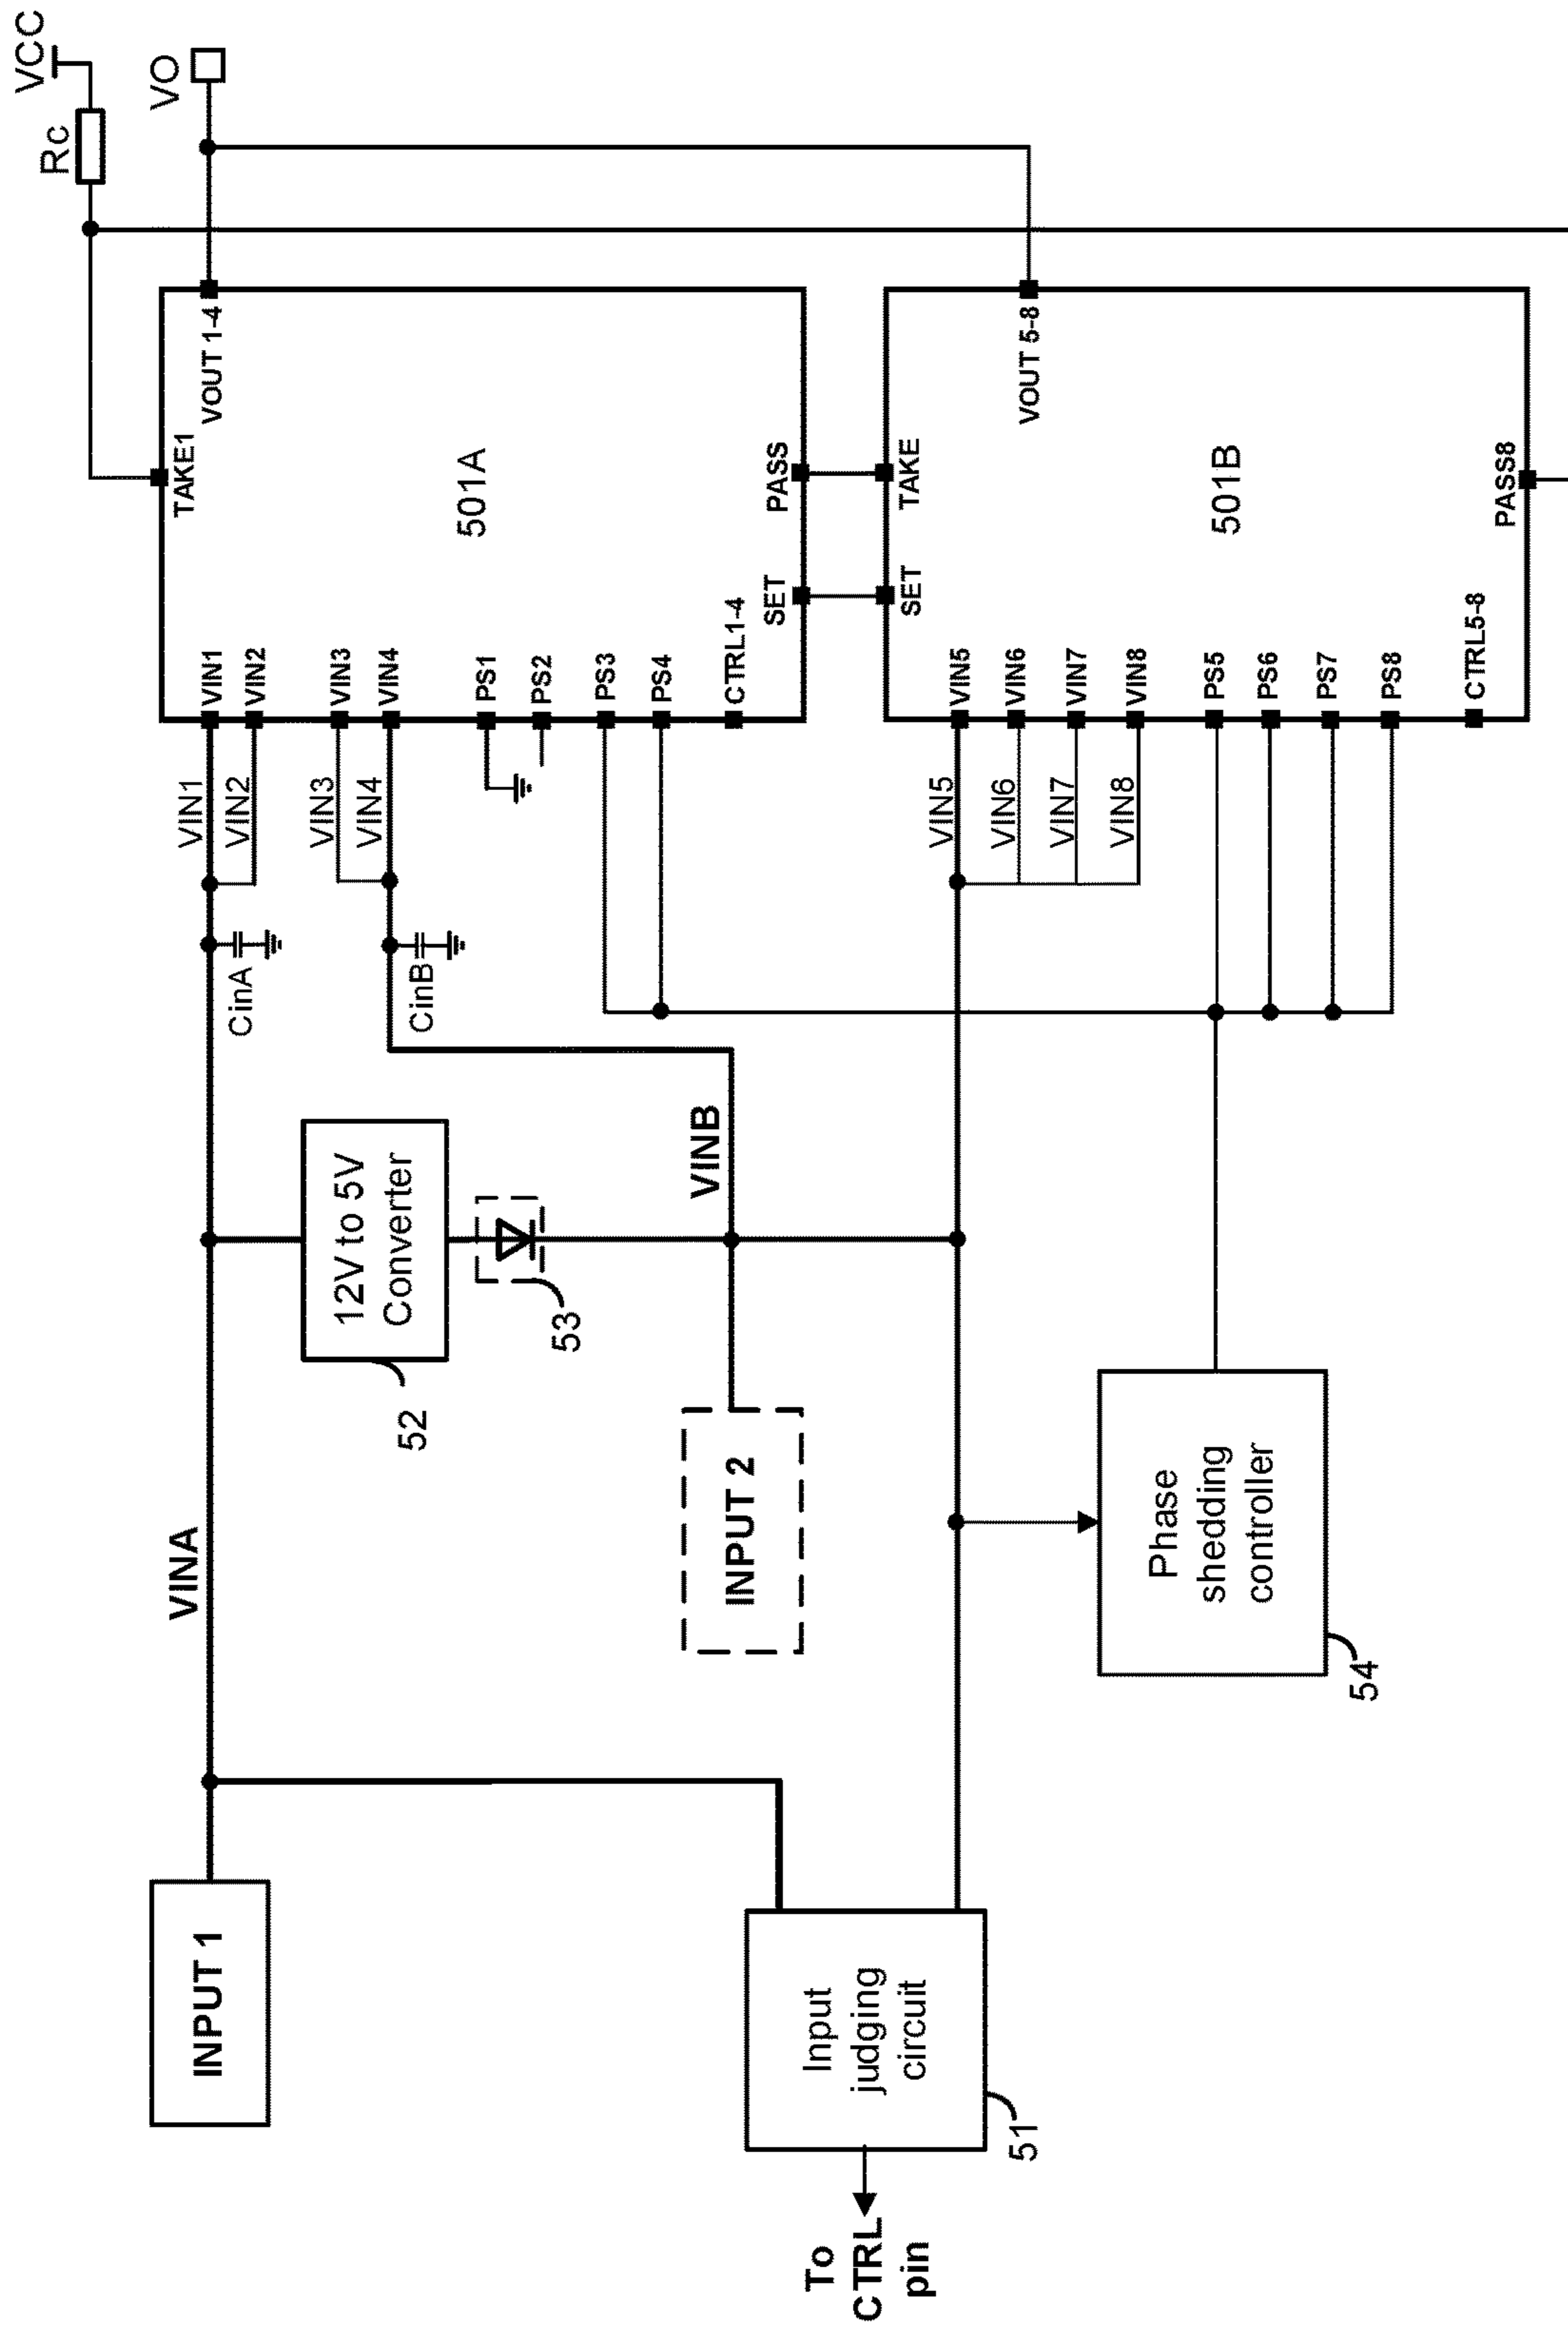 INPUT 1
VINA
VIN1
VIN2
VIN3
VIN4
CinA
CinB
VIN1
VIN2
VIN3
VIN4
PS1
PS2
PS3
PS4
CTRL1-4
TAKE1
VOUT 1-4
501A
SET
PASS
VCC
Rc
VO
12V to 5V
Converter
52
53
VINB
INPUT 2
Input
judging
circuit
51
To
CTRL
pin
Phase
shedding
controller
54
VIN5
VIN6
VIN7
VIN8
VIN5
VIN6
VIN7
VIN8
PS5
PS6
PS7
PS8
CTRL5-8
SET
TAKE
VOUT 5-8
501B
PASS8